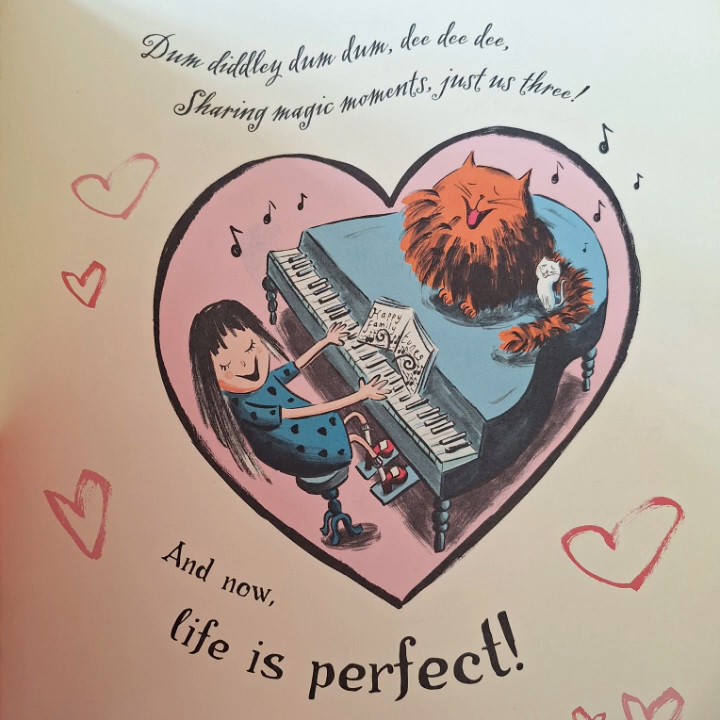 Dum diddley dum dum, dee dee dee,
Sharing magic moments, just us three!
Happy
family
tunes
And now,
life is perfect!